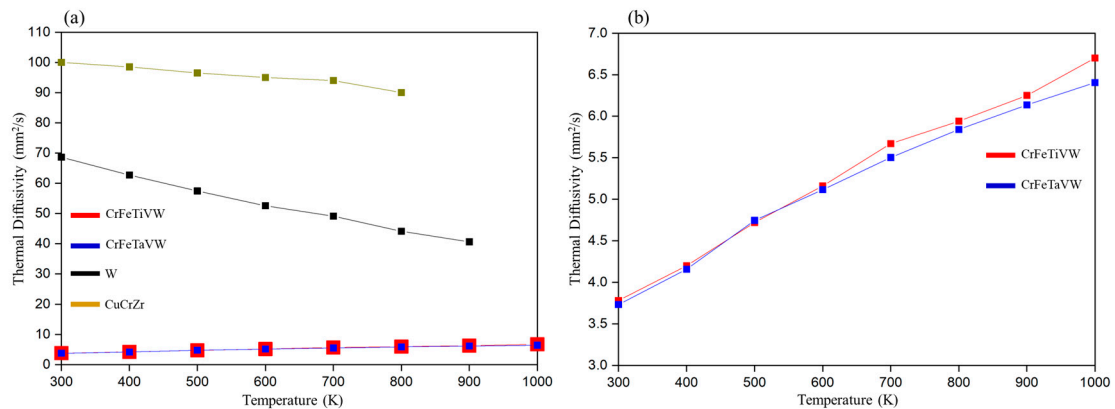 (a)
110
100
90
80
70
60
50
40
30
20
10
0
Thermal Diffusivity (mm²/s)
CrFeTiVW
CrFeTaVW
W
CuCrZr
300 400 500 600 700 800 900 1000
Temperature (K)
(b)
7.0
6.5
6.0
5.5
5.0
4.5
4.0
3.5
3.0
Thermal Diffusivity (mm²/s)
CrFeTiVW
CrFeTaVW
300 400 500 600 700 800 900 1000
Temperature (K)